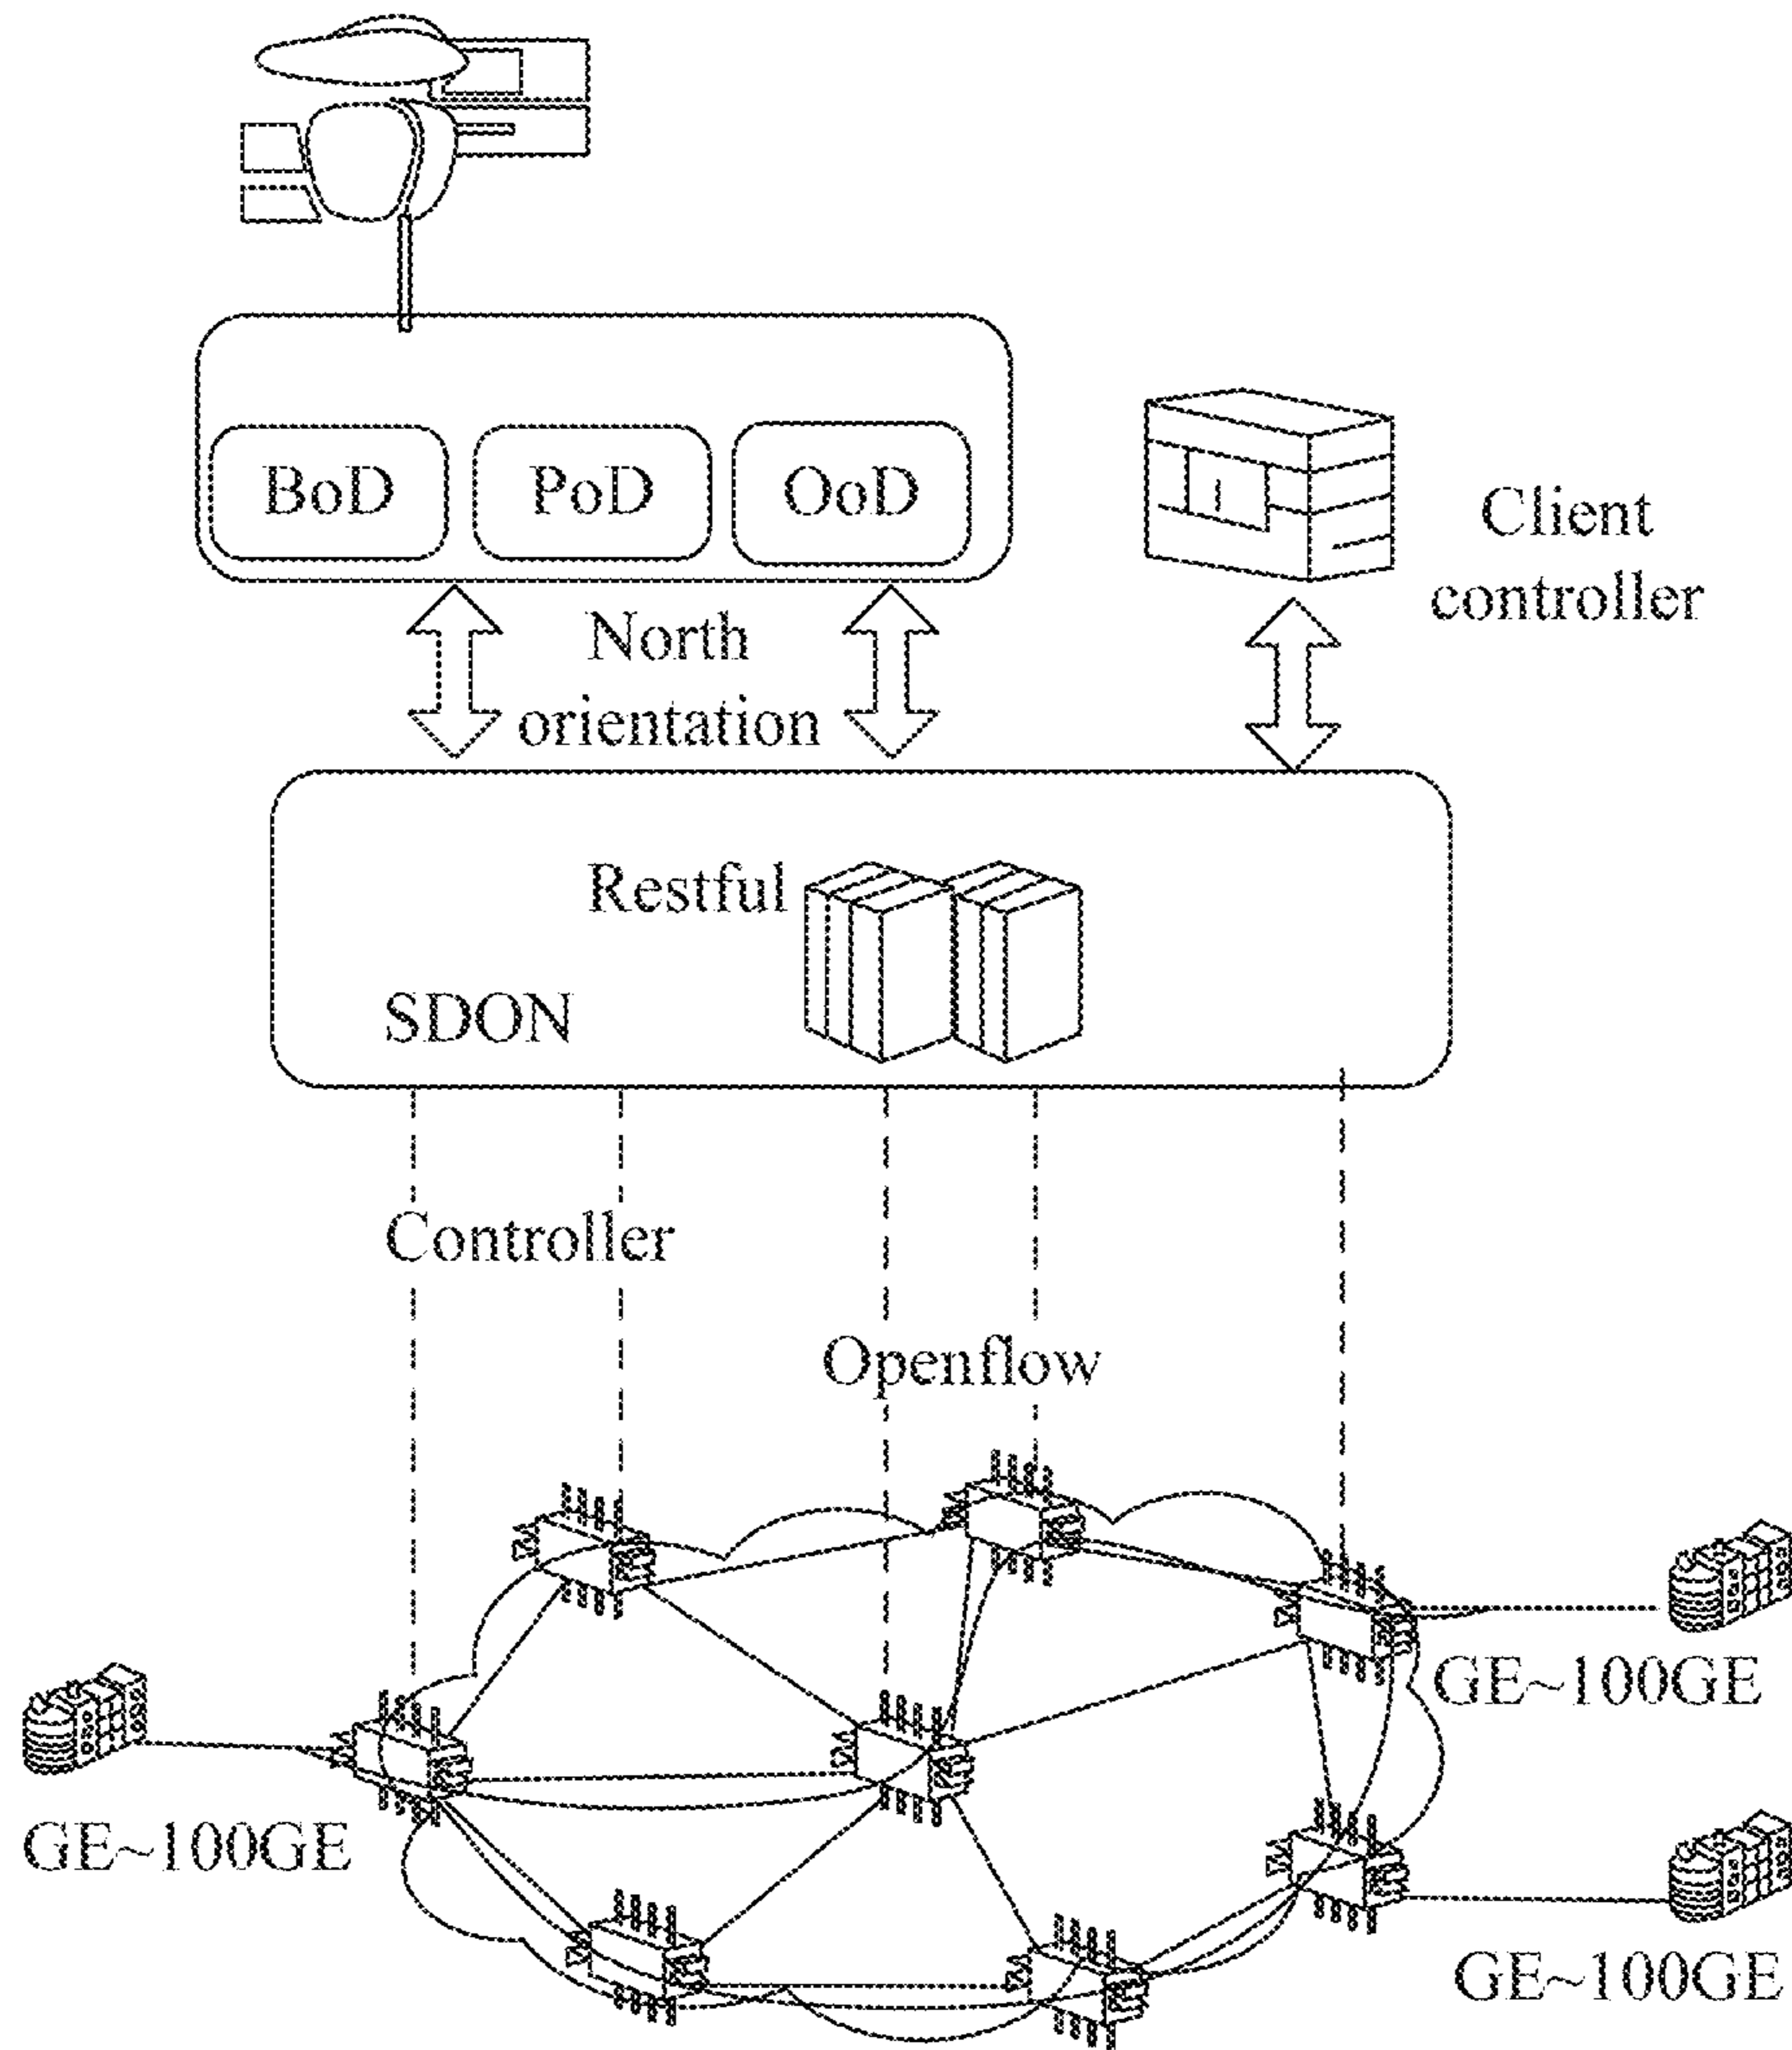 BoD
PoD
OoD
Client
controller
North
orientation
Restful
SDON
Controller
Openflow
GE~100GE
GE~100GE
GE~100GE